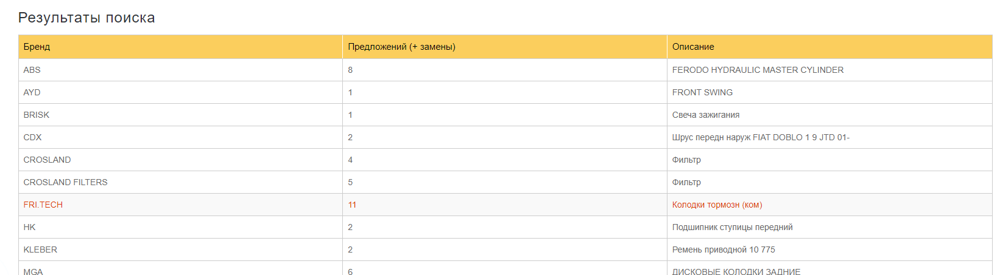 Результаты поиска
Бренд Предложений (+ замены) Описание
ABS 8 FERODO HYDRAULIC MASTER CYLINDER
AYD 1 FRONT SWING
BRISK 1 Свеча зажигания
CDX 2 Шрус передн наруж FIAT DOBLO 1 9 JTD 01-
CROSLAND 4 Фильтр
CROSLAND FILTERS 5 Фильтр
FRI.TECH 11 Колодки тормозн (ком)
HK 2 Подшипник ступицы передний
KLEBER 2 Ремень приводной 10 775
MGA 6 ДИСКОВЫЕ КОЛОДКИ ЗАДНИЕ